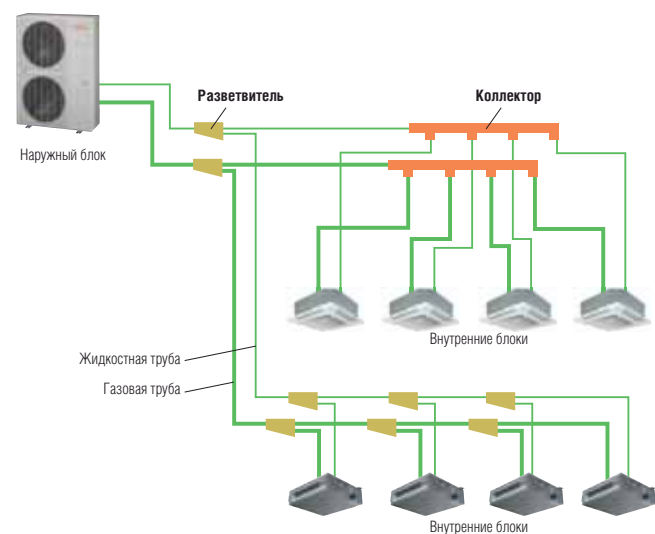 Разветвитель
Коллектор
Наружный блок
Внутренние блоки
Жидкостная труба
Газовая труба
Внутренние блоки